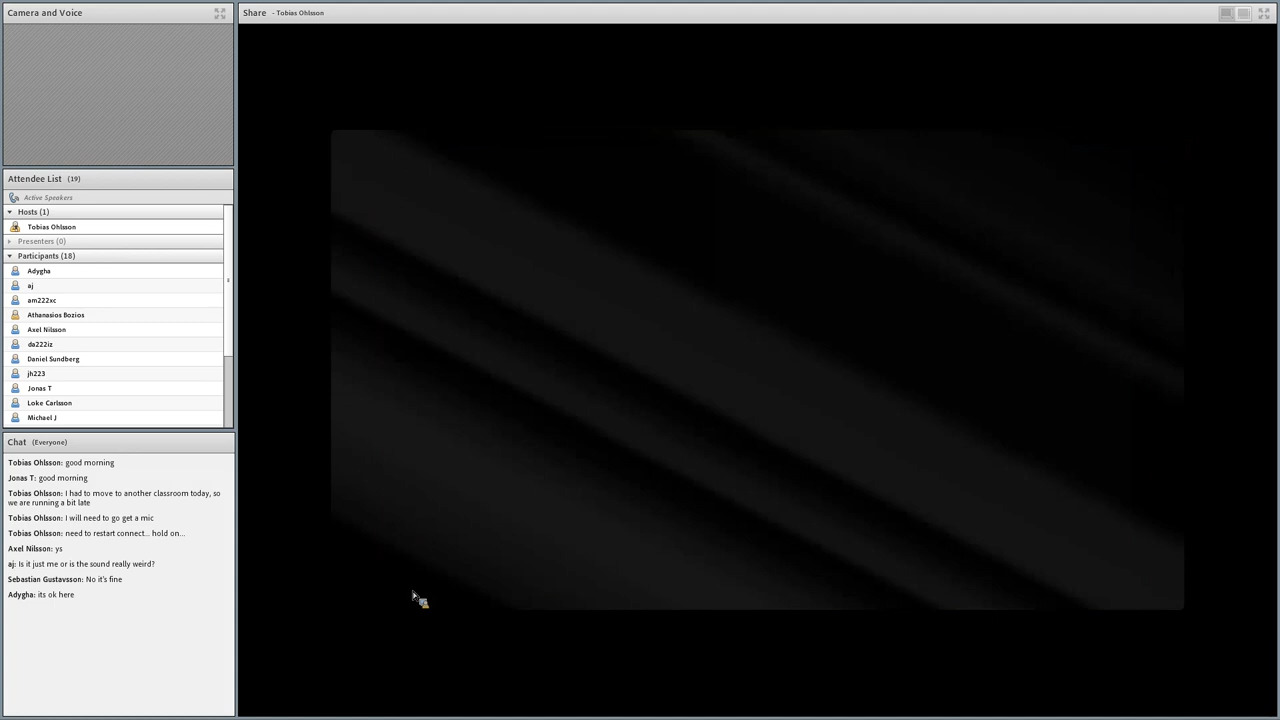 Camera and Voice
Share - Tobias Ohlsson
Attendee List (19)
Active Speakers
Hosts (1)
Tobias Ohlsson
Presenters (0)
Participants (18)
Adygha
aj
am222xc
Athanasios Bozios
Axel Nilsson
da222iz
Daniel Sundberg
jh223
Jonas T
Loke Carlsson
Michael J
Chat (Everyone)
Tobias Ohlsson: good morning
Jonas T: good morning
Tobias Ohlsson: I had to move to another classroom today, so
we are running a bit late
Tobias Ohlsson: I will need to go get a mic
Tobias Ohlsson: need to restart connect... hold on...
Axel Nilsson: ys
aj: Is it just me or is the sound really weird?
Sebastian Gustavsson: No it's fine
Adygha: its ok here